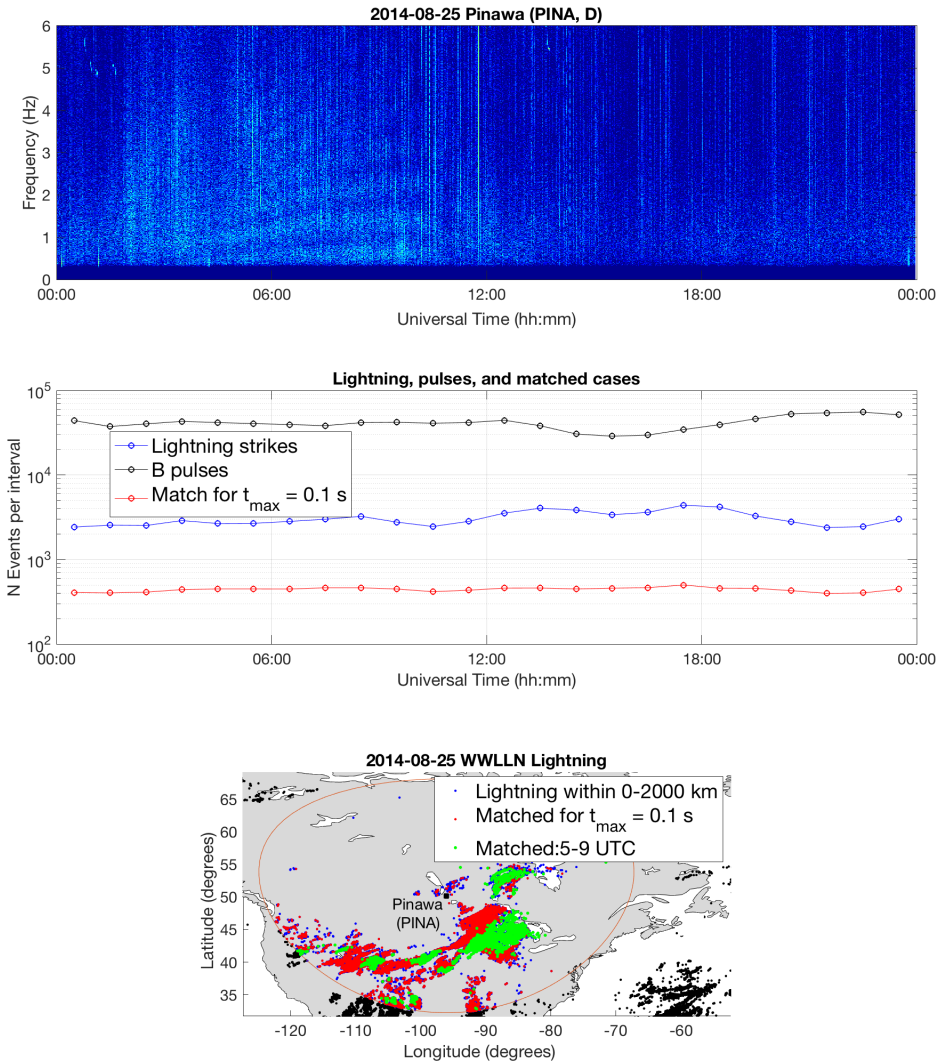 2014-08-25 Pinawa (PINA, D)
6
5
4
3
2
1
0
Frequency (Hz)
00:00 06:00 12:00 18:00 00:00
Universal Time (hh:mm)
Lightning, pulses, and matched cases
10^5
10^4
10^3
10^2
N Events per interval
Lightning strikes
B pulses
Match for t_max = 0.1 s
00:00 06:00 12:00 18:00 00:00
Universal Time (hh:mm)
2014-08-25 WWLLN Lightning
65
60
55
50
45
40
35
Latitude (degrees)
Lightning within 0-2000 km
Matched for t_max = 0.1 s
Matched:5-9 UTC
Pinawa
(PINA)
-120 -110 -100 -90 -80 -70 -60
Longitude (degrees)